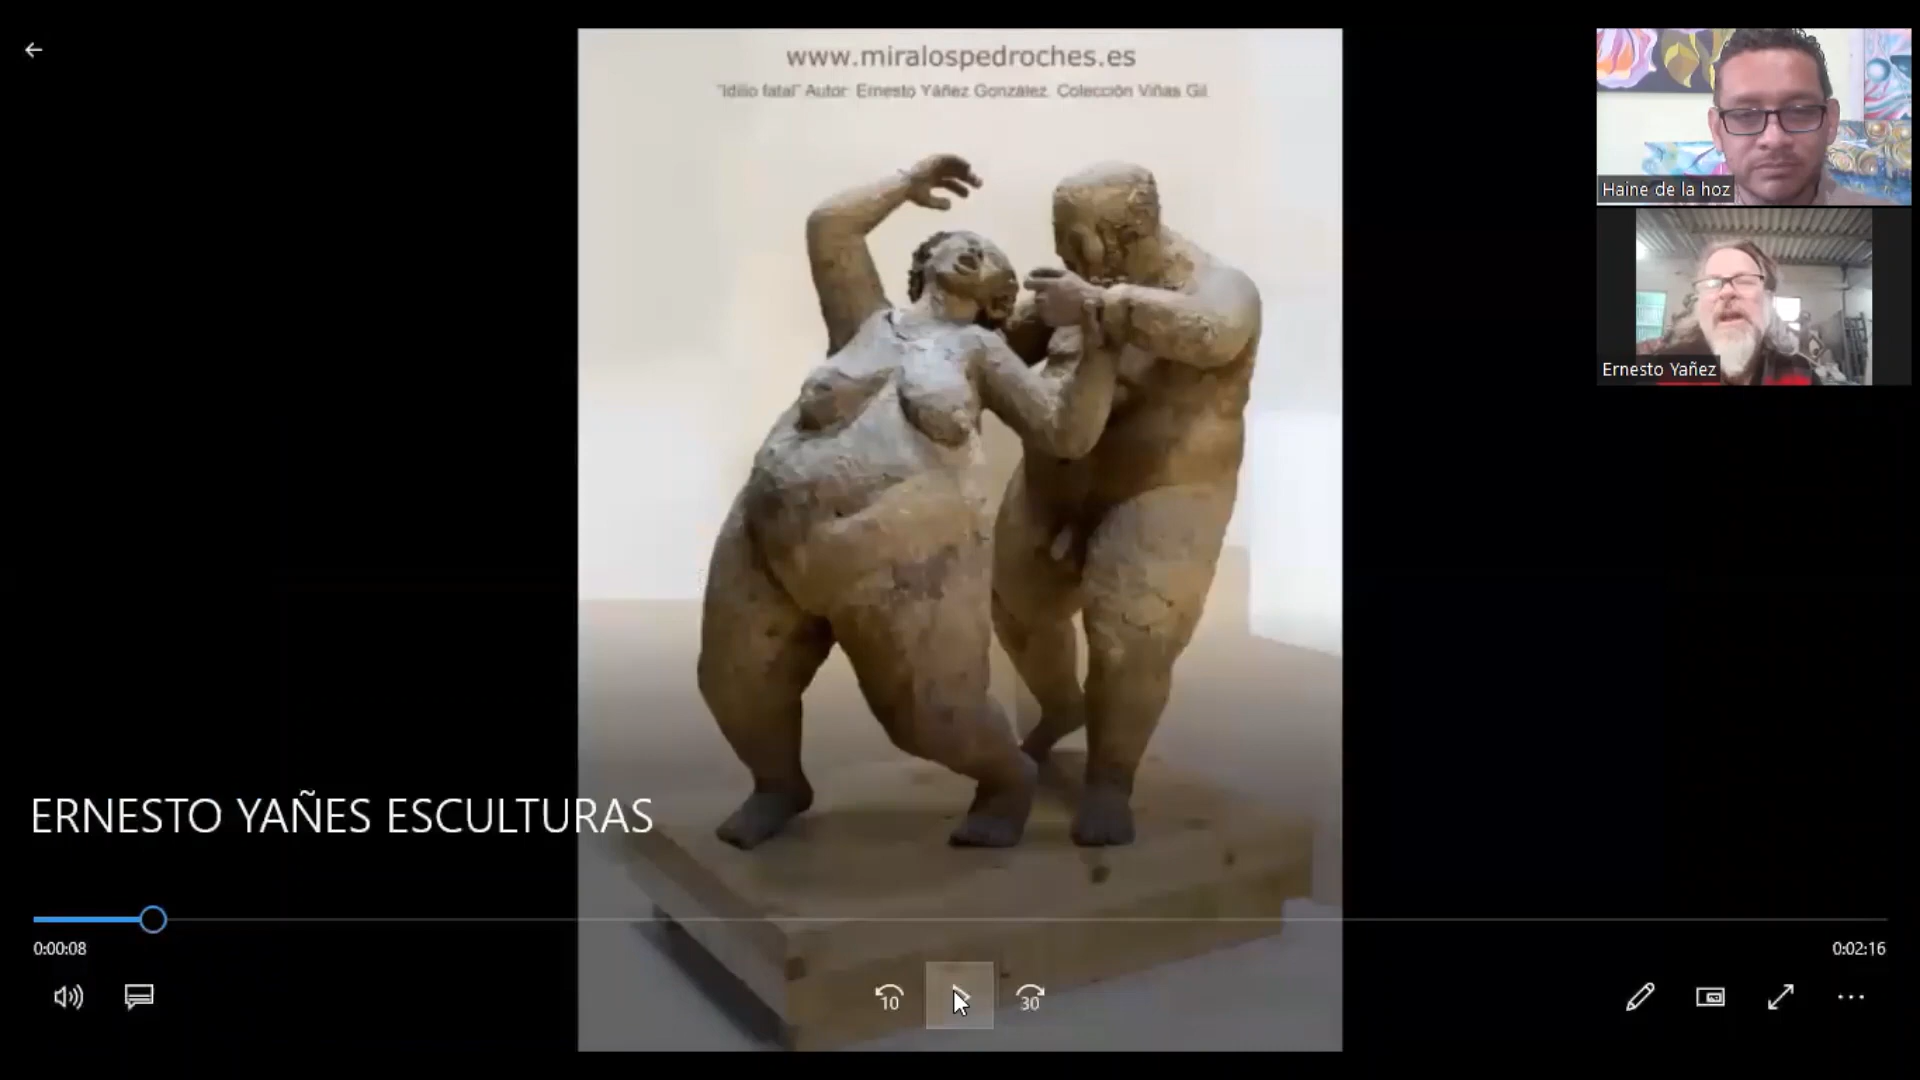 www.miralospedroches.es
"Idilio fatal" Autor: Ernesto Yáñez González. Colección Viñas Gil.
Haine de la hoz
Ernesto Yañez
ERNESTO YAÑES ESCULTURAS
0:00:08
0:02:16
10
30